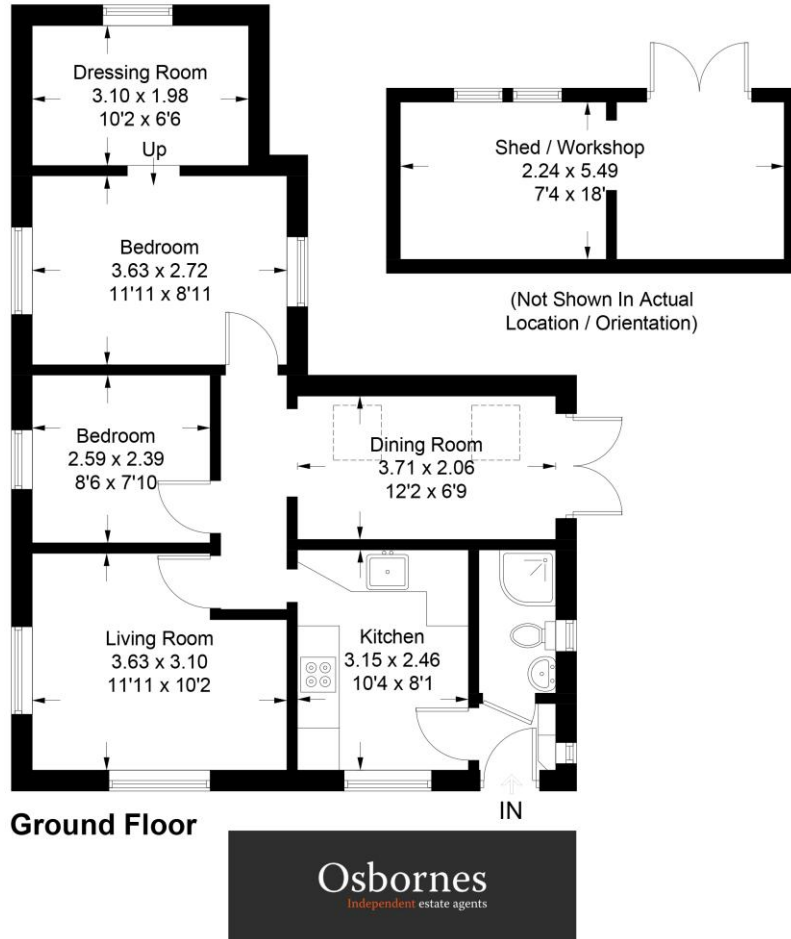 Dressing Room
3.10 x 1.98
10'2 x 6'6
Up
Shed / Workshop
2.24 x 5.49
7'4 x 18'
(Not Shown In Actual
Location / Orientation)
Bedroom
3.63 x 2.72
11'11 x 8'11
Bedroom
2.59 x 2.39
8'6 x 7'10
Dining Room
3.71 x 2.06
12'2 x 6'9
Living Room
3.63 x 3.10
11'11 x 10'2
Kitchen
3.15 x 2.46
10'4 x 8'1
IN
Ground Floor
Osbornes
Independent estate agents